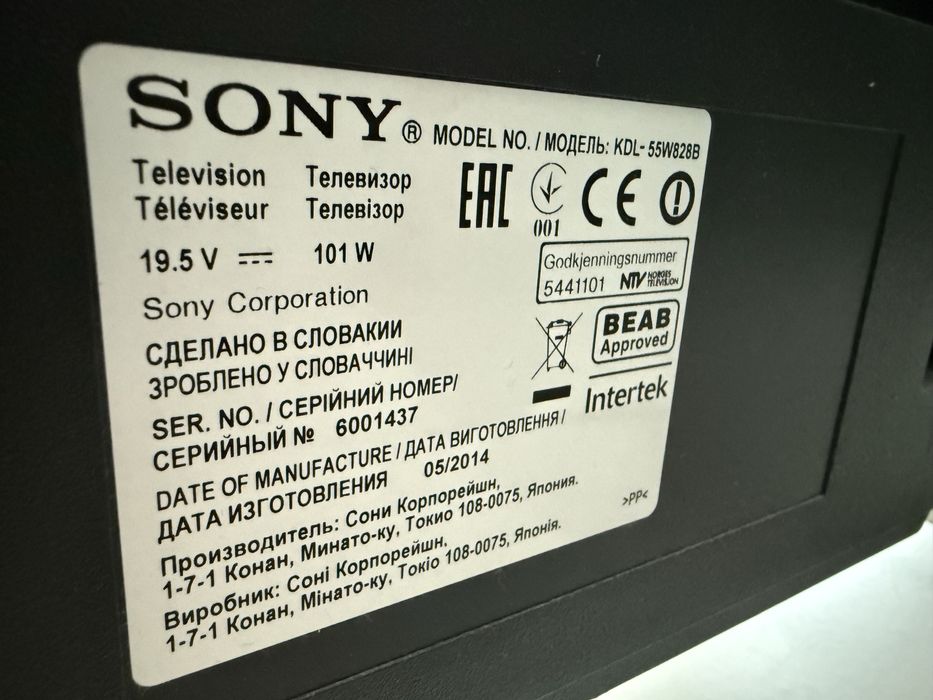 SONY® MODEL NO. / МОДЕЛЬ: KDL- 55W828B
Television Телевизор
Téléviseur Телевізор
EAC
001
CE
19.5 V 101 W
Godkjenningsnummer
5441101 NTV NORGES TELEVISJON
Sony Corporation
BEAB
Approved
СДЕЛАНО В СЛОВАКИИ
ЗРОБЛЕНО У СЛОВАЧЧИНІ
Intertek
SER. NO. / СЕРІЙНИЙ НОМЕР/
СЕРИЙНЫЙ № 6001437
DATE OF MANUFACTURE / ДАТА ВИГОТОВЛЕННЯ /
ДАТА ИЗГОТОВЛЕНИЯ 05/2014
Производитель: Сони Корпорейшн,
1-7-1 Конан, Минато-ку, Токио 108-0075, Япония.
Виробник: Соні Корпорейшн,
1-7-1 Конан, Мінато-ку, Токіо 108-0075, Японія.
>PP<